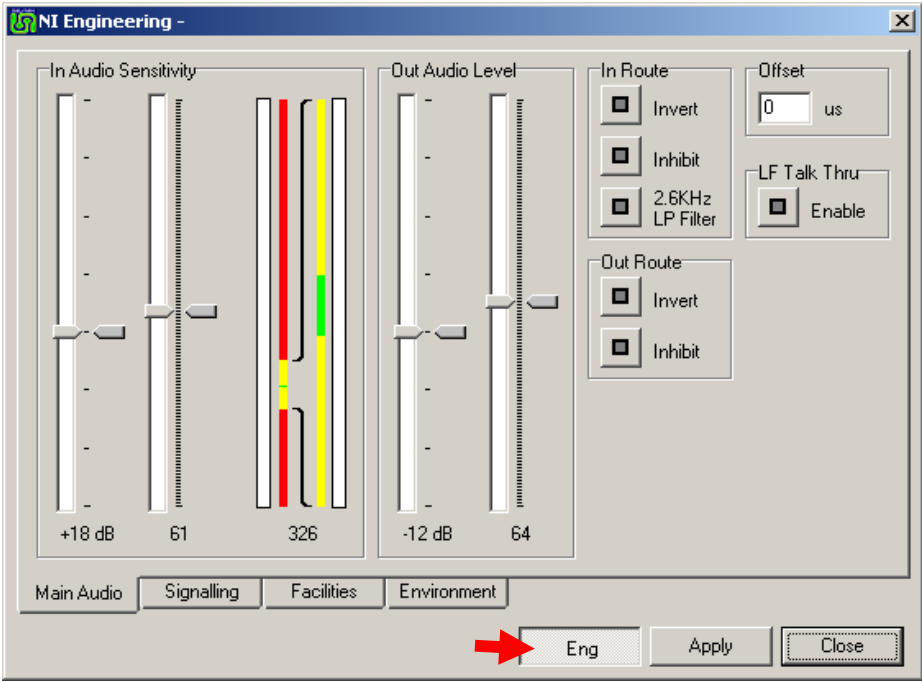 NI Engineering -
In Audio Sensitivity
+18 dB
61
326
Out Audio Level
-12 dB
64
In Route
Invert
Inhibit
2.6KHz
LP Filter
Out Route
Invert
Inhibit
Offset
0 us
LF Talk Thru
Enable
Main Audio Signalling Facilities Environment
Eng Apply Close